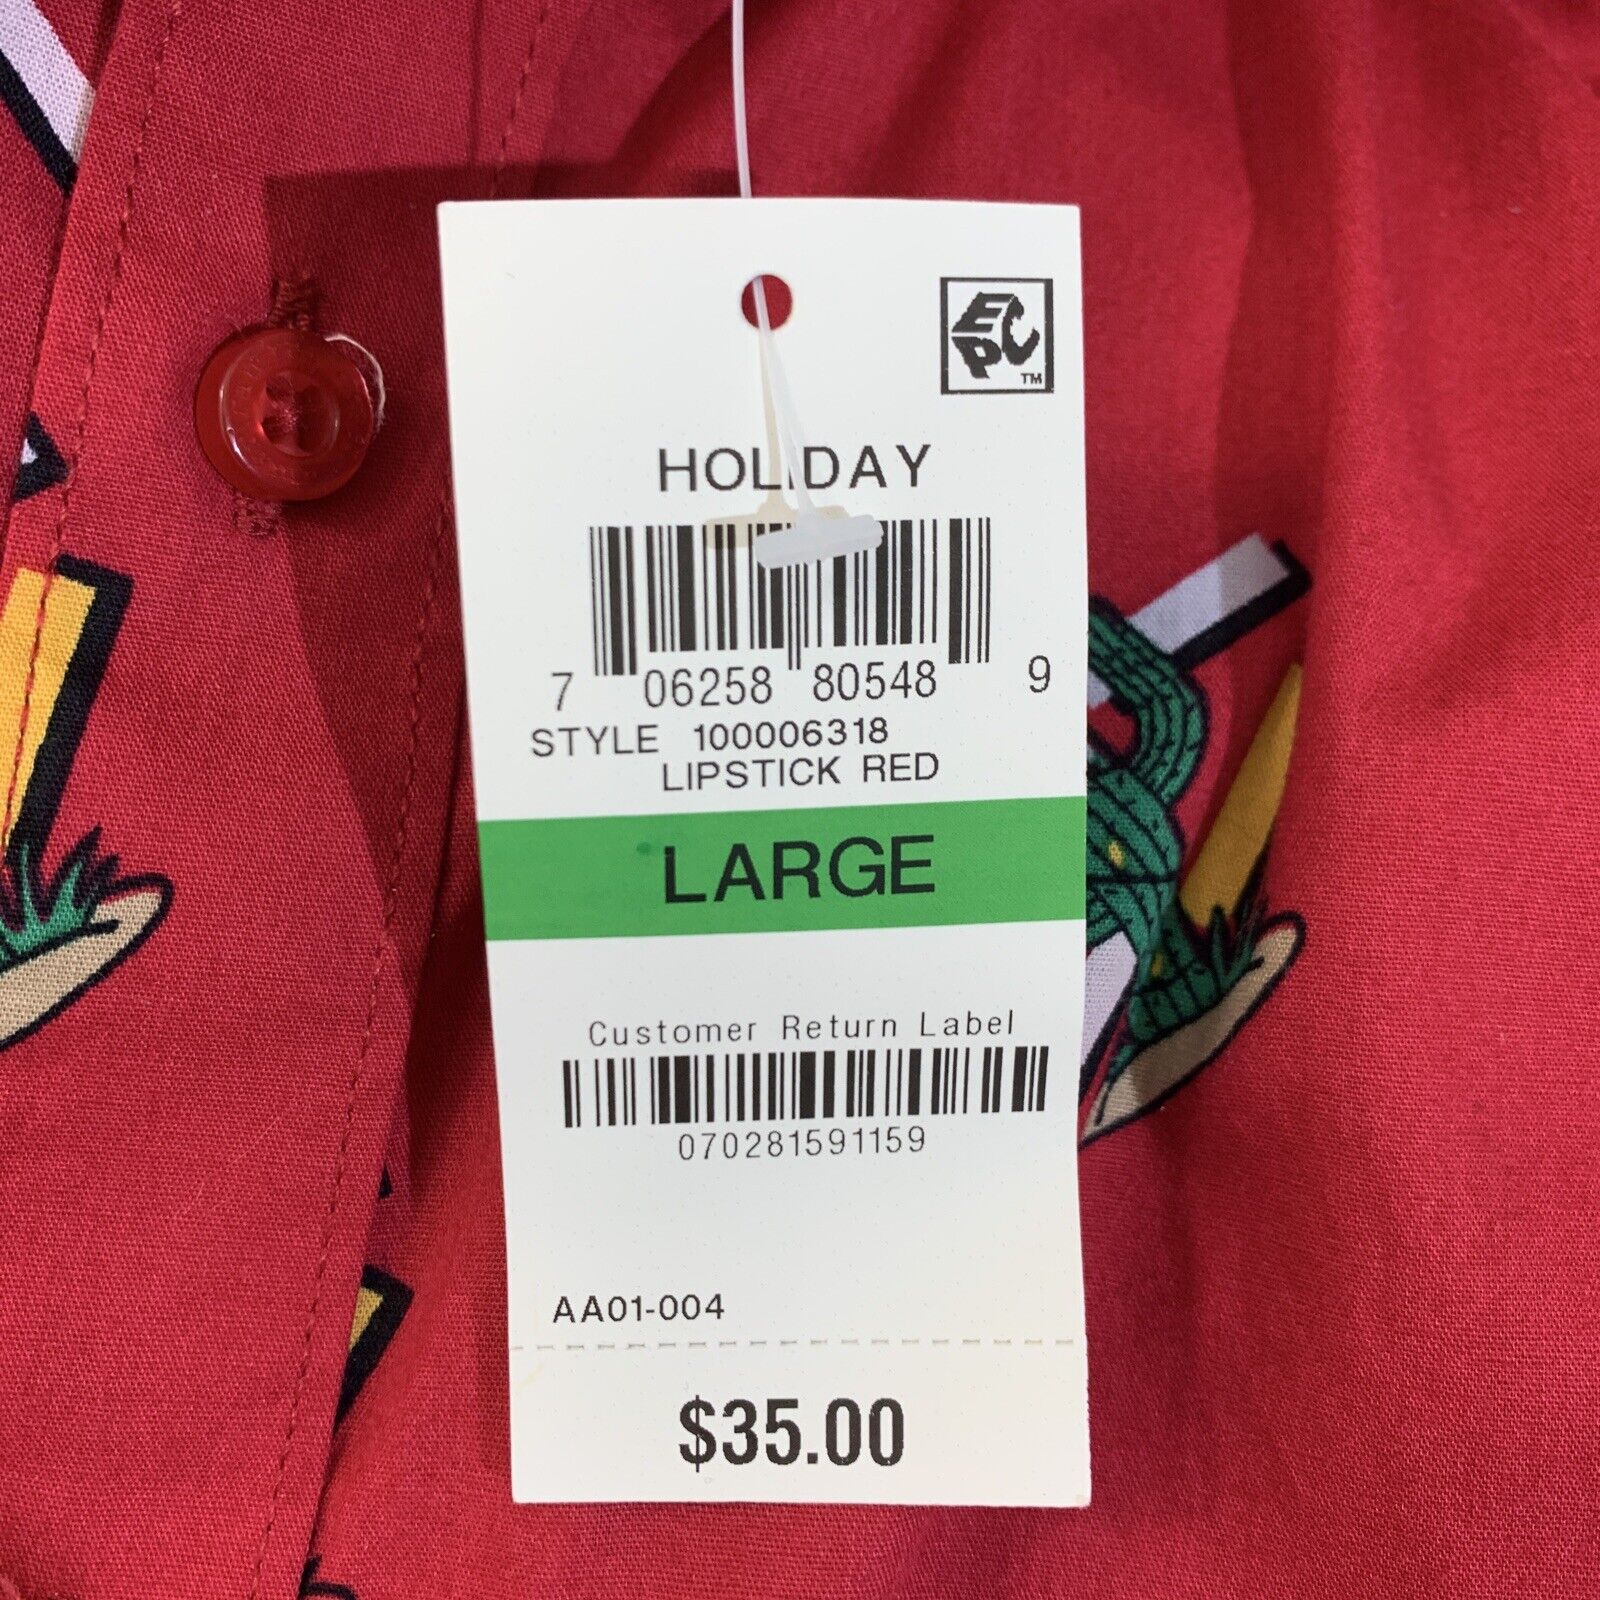 EPC
TM
HOLIDAY
7 06258 80548 9
STYLE 100006318
LIPSTICK RED
LARGE
Customer Return Label
070281591159
AA01-004
$35.00